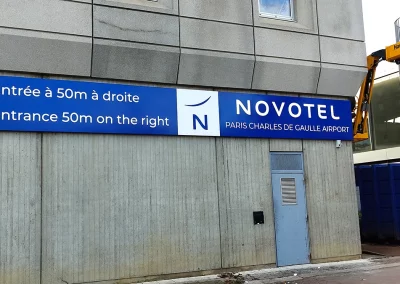 ntrée à 50m à droite
ntrance 50m on the right
N
NOVOTEL
PARIS CHARLES DE GAULLE AIRPORT